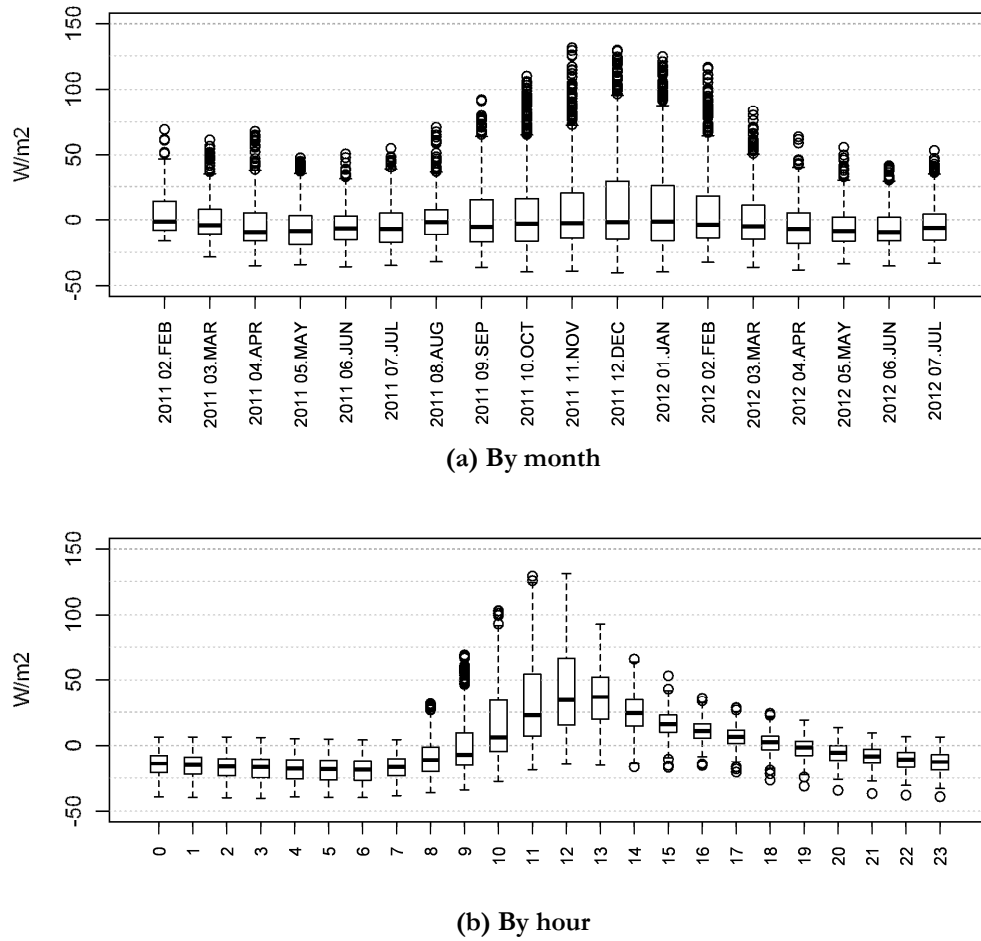 150
100
50
0
-50
W/m2
2011 02.FEB
2011 03.MAR
2011 04.APR
2011 05.MAY
2011 06.JUN
2011 07.JUL
2011 08.AUG
2011 09.SEP
2011 10.OCT
2011 11.NOV
2011 12.DEC
2012 01.JAN
2012 02.FEB
2012 03.MAR
2012 04.APR
2012 05.MAY
2012 06.JUN
2012 07.JUL
(a) By month
150
100
50
0
-50
W/m2
0
1
2
3
4
5
6
7
8
9
10
11
12
13
14
15
16
17
18
19
20
21
22
23
(b) By hour